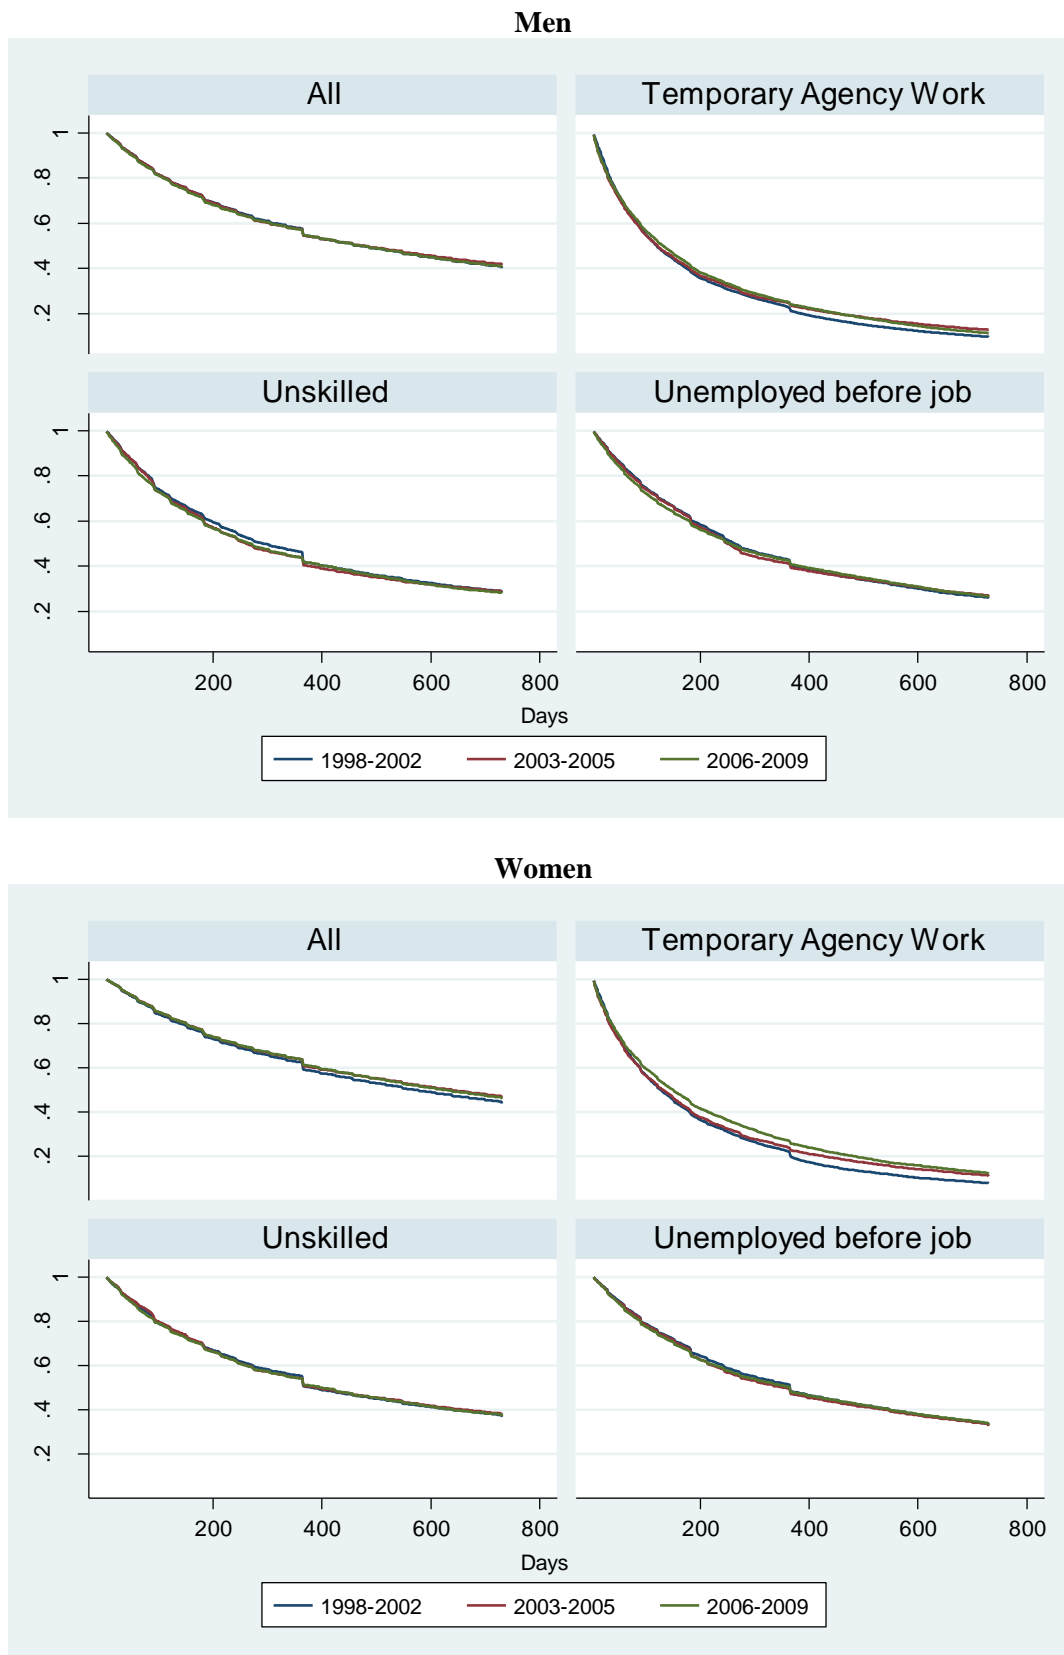 Men
All Temporary Agency Work
1
.8
.6
.4
.2
Unskilled Unemployed before job
1
.8
.6
.4
.2
200 400 600 800 200 400 600 800
Days
1998-2002 2003-2005 2006-2009
Women
All Temporary Agency Work
1
.8
.6
.4
.2
Unskilled Unemployed before job
1
.8
.6
.4
.2
200 400 600 800 200 400 600 800
Days
1998-2002 2003-2005 2006-2009